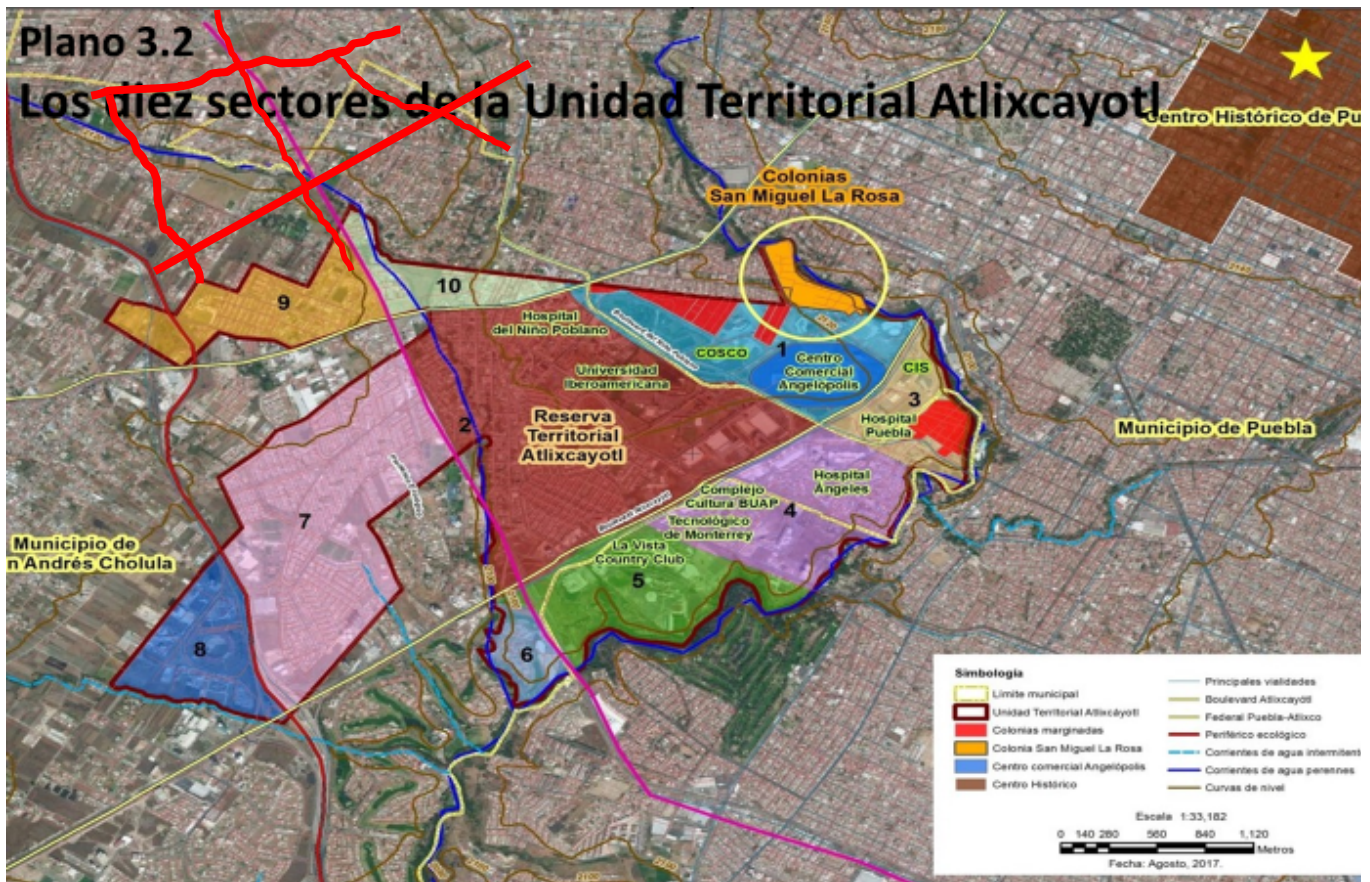 Plano 3.2
Los diez sectores de la Unidad Territorial Atlixcayotl
Centro Histórico de Pu
Colonias
San Miguel La Rosa
10
9
Hospital
del Niño Poblano
COSCO
1
Centro
Comercial
Angelópolis
CIS
3
Universidad
Iberoamericana
Hospital
Puebla
2
Reserva
Territorial
Atlixcayotl
Municipio de Puebla
Hospital
Ángeles
Complejo
Cultura BUAP
4
7
Tecnológico
de Monterrey
Municipio de
n Andrés Cholula
La Vista
Country Club
5
8
6
Simbología
Límite municipal
Unidad Territorial Atlixcáyotl
Colonias marginadas
Colonia San Miguel La Rosa
Centro comercial Angelópolis
Centro Histórico
Principales vialidades
Boulevard Atlixcayótl
Federal Puebla-Atlixco
Periférico ecológico
Corrientes de agua intermitent
Corrientes de agua perennes
Curvas de nivel
Escala 1:33,182
0 140 280 560 840 1,120
Metros
Fecha: Agosto, 2017.